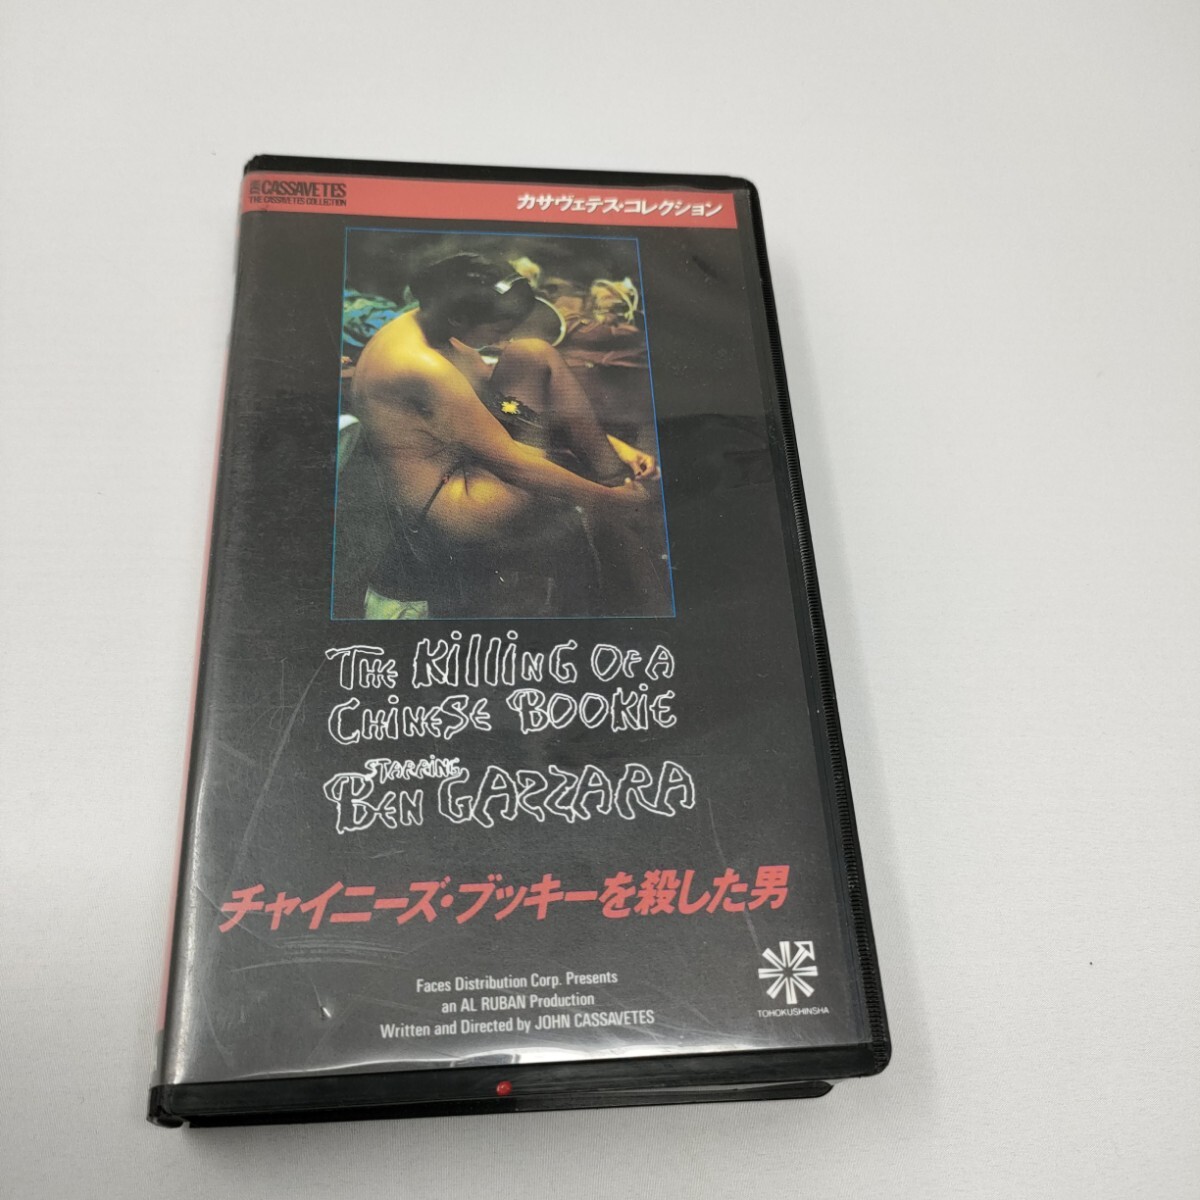 THE CASSAVETES
THE CASSAVETES COLLECTION
カサヴェテス・コレクション
THE KiLLiNG OF A
CHiNESE BOOKiE
STARRiNG
BEN GAZZARA
チャイニーズ・ブッキーを殺した男
Faces Distribution Corp. Presents
an AL RUBAN Production
Written and Directed by JOHN CASSAVETES
TOHOKUSHINSHA